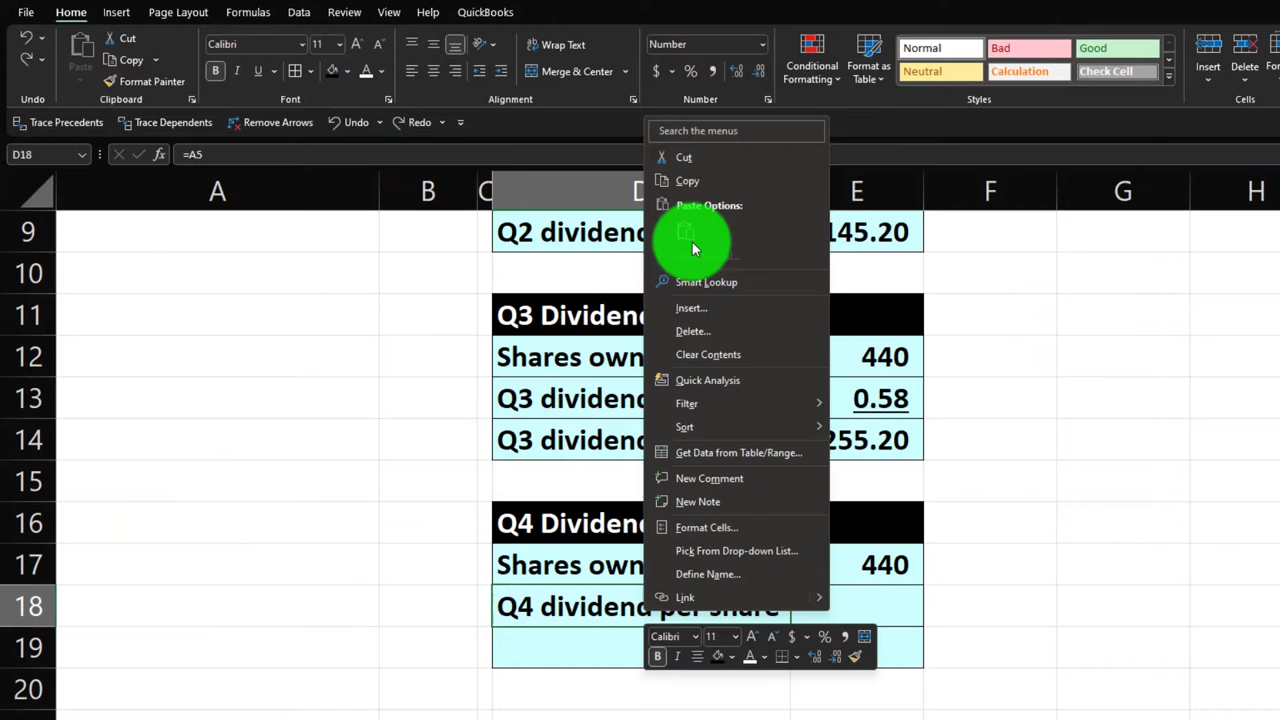 File Home Insert Page Layout Formulas Data Review View Help QuickBooks
Cut
Copy
Paste
Format Painter
Calibri 11
Wrap Text
Merge & Center
Number
Conditional Formatting
Format as Table
Normal Bad Good
Neutral Calculation Check Cell
Insert Delete
Undo Clipboard Font Alignment Number Styles Cells
Trace Precedents Trace Dependents Remove Arrows Undo Redo
D18 fx =A5
A B C D E F G H
9 Q2 dividend 145.20
10
11 Q3 Dividend
12 Shares own 440
13 Q3 dividend 0.58
14 Q3 dividend 255.20
15
16 Q4 Dividend
17 Shares own 440
18 Q4 dividend per share
19
20
Search the menus
Cut
Copy
Paste Options:
Smart Lookup
Insert...
Delete...
Clear Contents
Quick Analysis
Filter
Sort
Get Data from Table/Range...
New Comment
New Note
Format Cells...
Pick From Drop-down List...
Define Name...
Link
Calibri 11 A A $ %
B I A